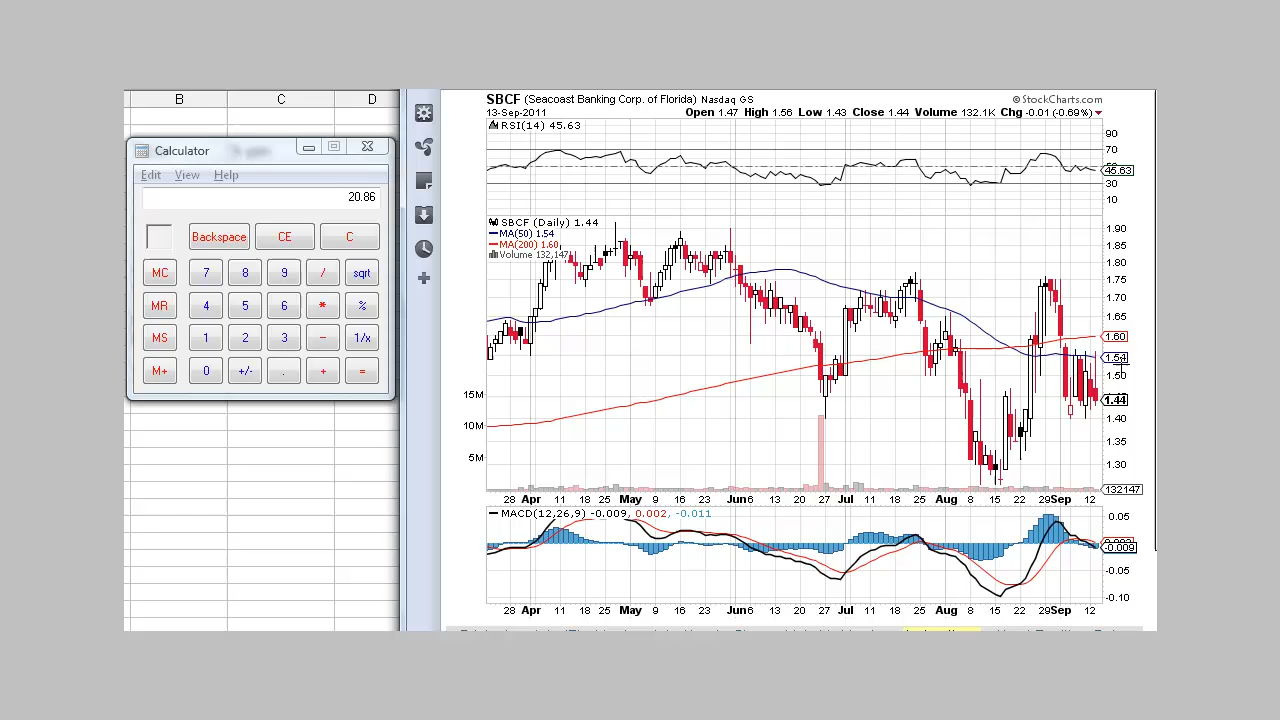 B C D
Calculator
Edit View Help
20.86
Backspace CE C
MC 7 8 9 / sqrt
MR 4 5 6 * %
MS 1 2 3 - 1/x
M+ 0 +/- . + =
SBCF (Seacoast Banking Corp. of Florida) Nasdaq GS © StockCharts.com
13-Sep-2011 Open 1.47 High 1.56 Low 1.43 Close 1.44 Volume 132.1K Chg -0.01 (-0.69%)
RSI(14) 45.63
90
70
50
45.63
30
10
SBCF (Daily) 1.44
MA(50) 1.54
MA(200) 1.60
Volume 132,147
1.90
1.85
1.80
1.75
1.70
1.65
1.60
1.54
1.50
1.44
1.40
1.35
1.30
132147
15M
10M
5M
28 Apr 11 18 25 May 9 16 23 Jun 6 13 20 27 Jul 11 18 25 Aug 8 15 22 29 Sep 12
MACD(12,26,9) -0.009, 0.002, -0.011
0.05
0.002
-0.009
-0.05
-0.10
28 Apr 11 18 25 May 9 16 23 Jun 6 13 20 27 Jul 11 18 25 Aug 8 15 22 29 Sep 12